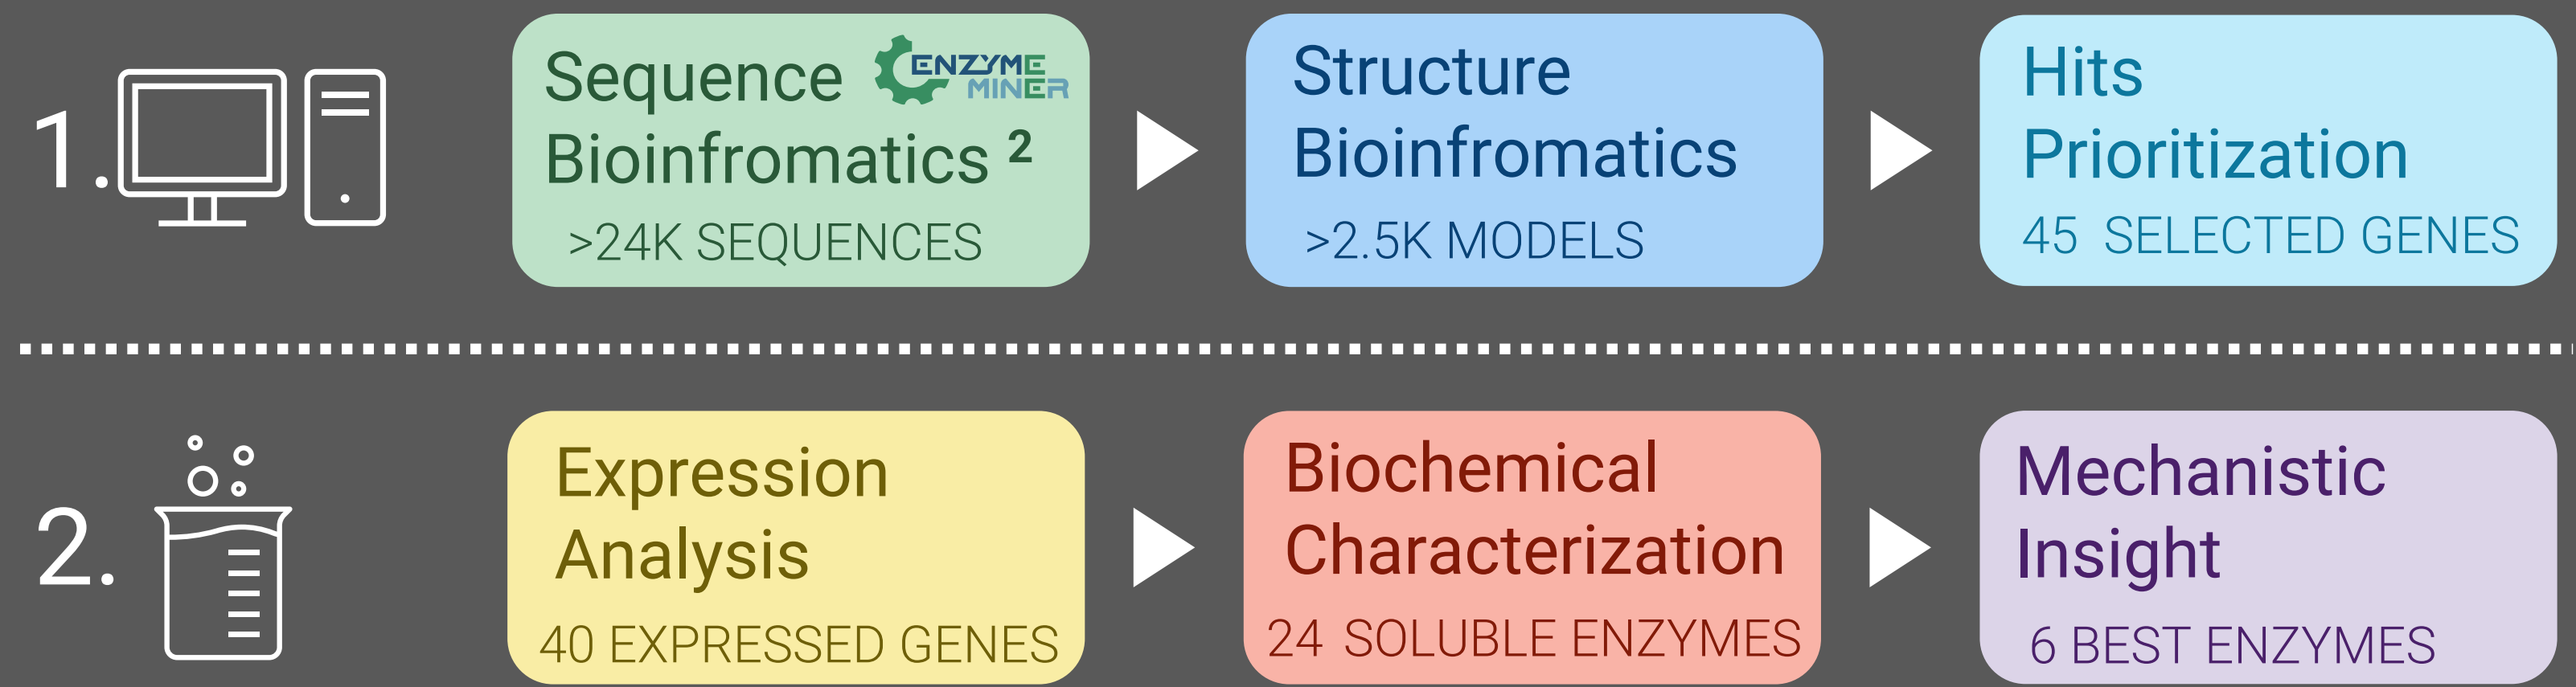 1.
Sequence
Bioinfromatics ²
ENZYME
MINER
>24K SEQUENCES
Structure
Bioinfromatics
>2.5K MODELS
Hits
Prioritization
45 SELECTED GENES
2.
Expression
Analysis
40 EXPRESSED GENES
Biochemical
Characterization
24 SOLUBLE ENZYMES
Mechanistic
Insight
6 BEST ENZYMES